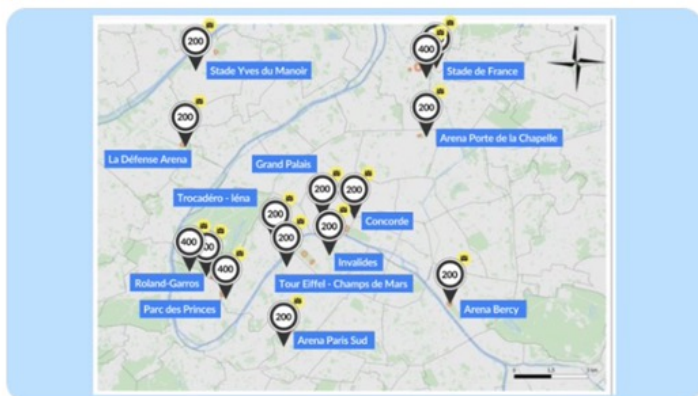 200
Stade Yves du Manoir
400
Stade de France
200
Arena Porte de la Chapelle
200
La Défense Arena
Grand Palais
200
200
Trocadéro - Iéna
200
Concorde
200
200
Invalides
400
400
Roland-Garros
Tour Eiffel - Champs de Mars
Parc des Princes
200
Arena Bercy
200
Arena Paris Sud